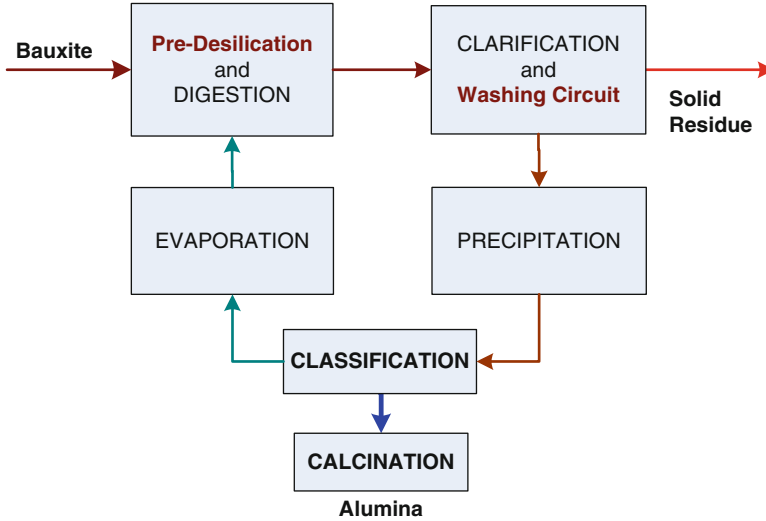 Bauxite
Pre-Desilication
and
DIGESTION
CLARIFICATION
and
Washing Circuit
Solid
Residue
EVAPORATION
PRECIPITATION
CLASSIFICATION
CALCINATION
Alumina